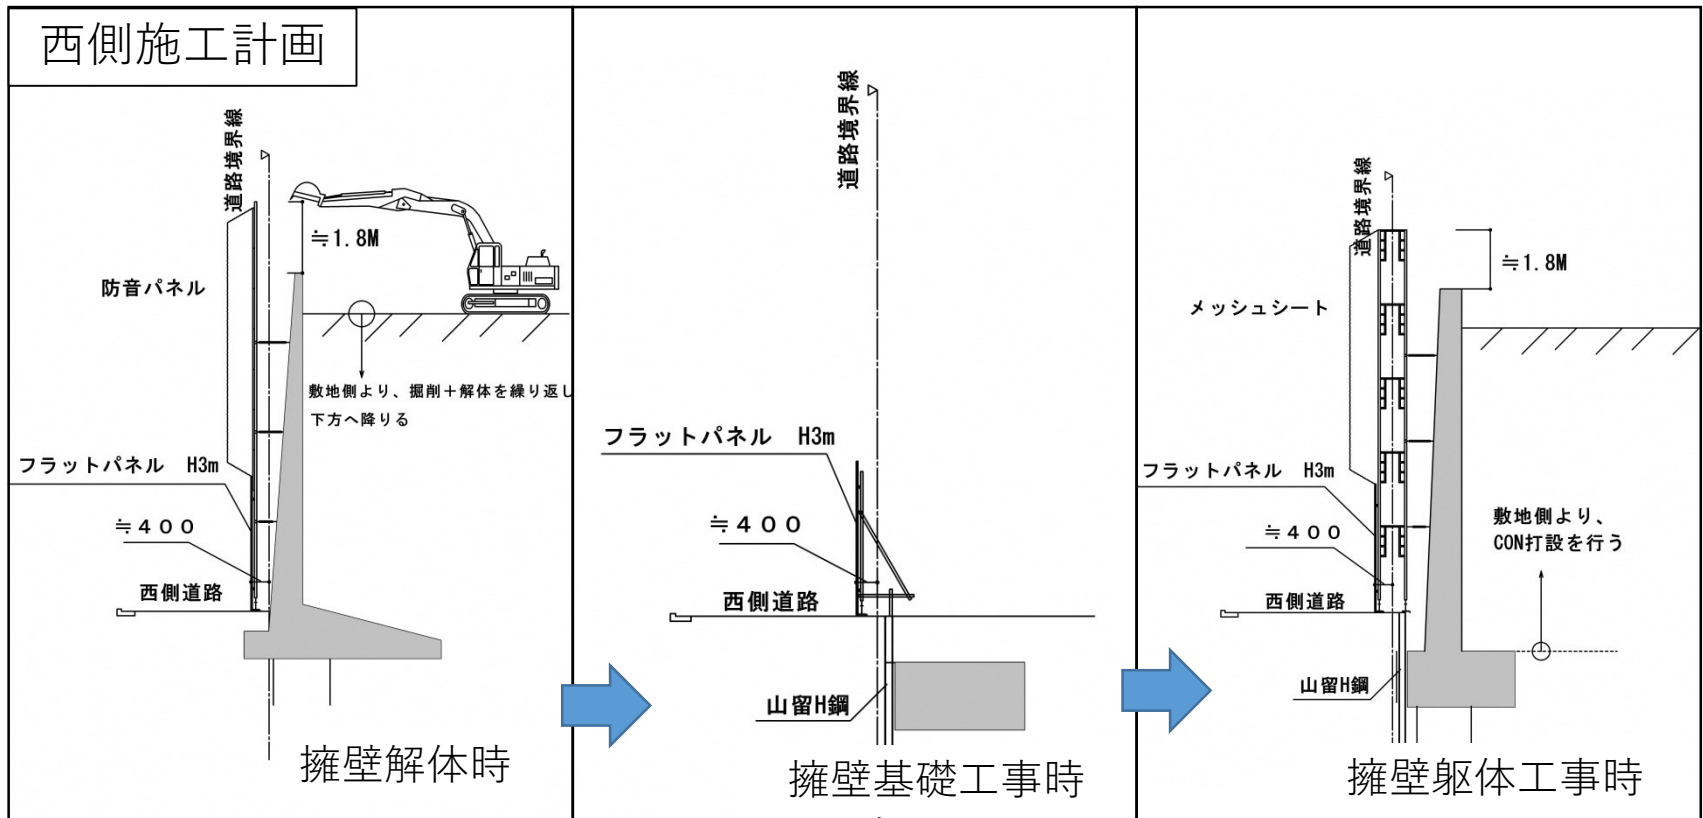 西側施工計画
道路境界線
≒1.8M
防音パネル
敷地側より、掘削＋解体を繰り返し
下方へ降りる
フラットパネル　H3m
≒４００
西側道路
擁壁解体時
道路境界線
フラットパネル　H3m
≒４００
西側道路
山留H鋼
擁壁基礎工事時
道路境界線
≒1.8M
メッシュシート
フラットパネル　H3m
≒４００
敷地側より、
CON打設を行う
西側道路
山留H鋼
擁壁躯体工事時